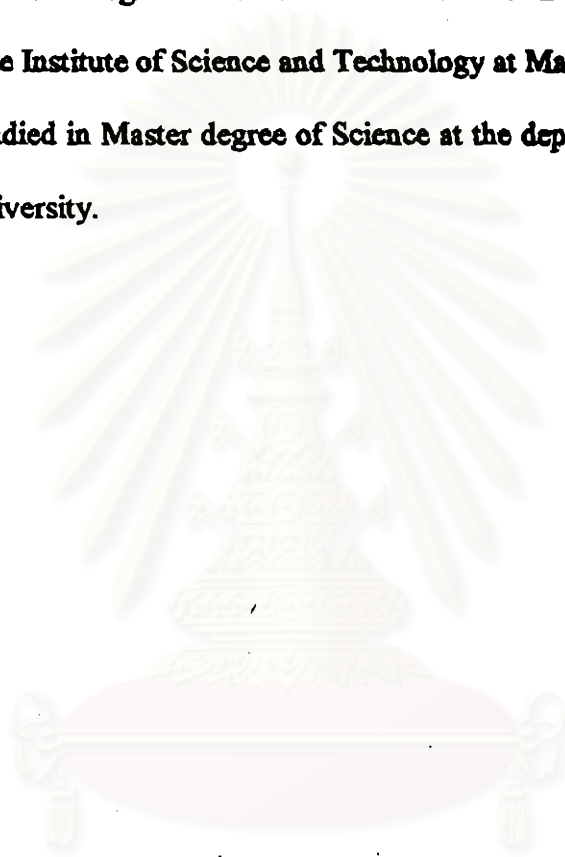 e Institute of Science and Technology at Ma
died in Master degree of Science at the dep
iversity.